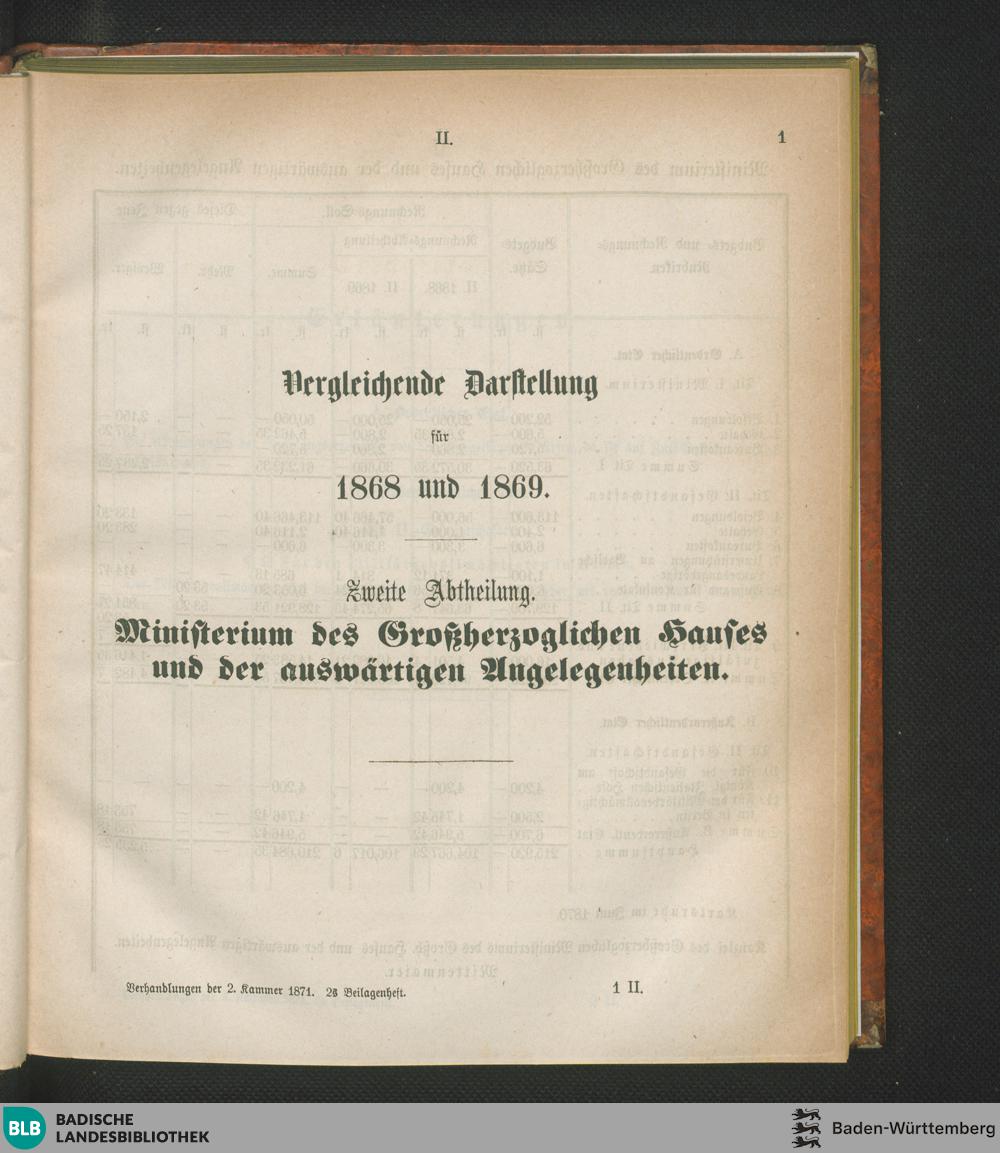 II.
1
Vergleichende Darstellung
für
1868 und 1869.
Zweite Abtheilung.
Ministerium des Großherzoglichen Hauses
und der auswärtigen Angelegenheiten.
Verhandlungen der 2. Kammer 1871. 2s Beilagenheft.
1 II.
BLB
BADISCHE
LANDESBIBLIOTHEK
Baden-Württemberg